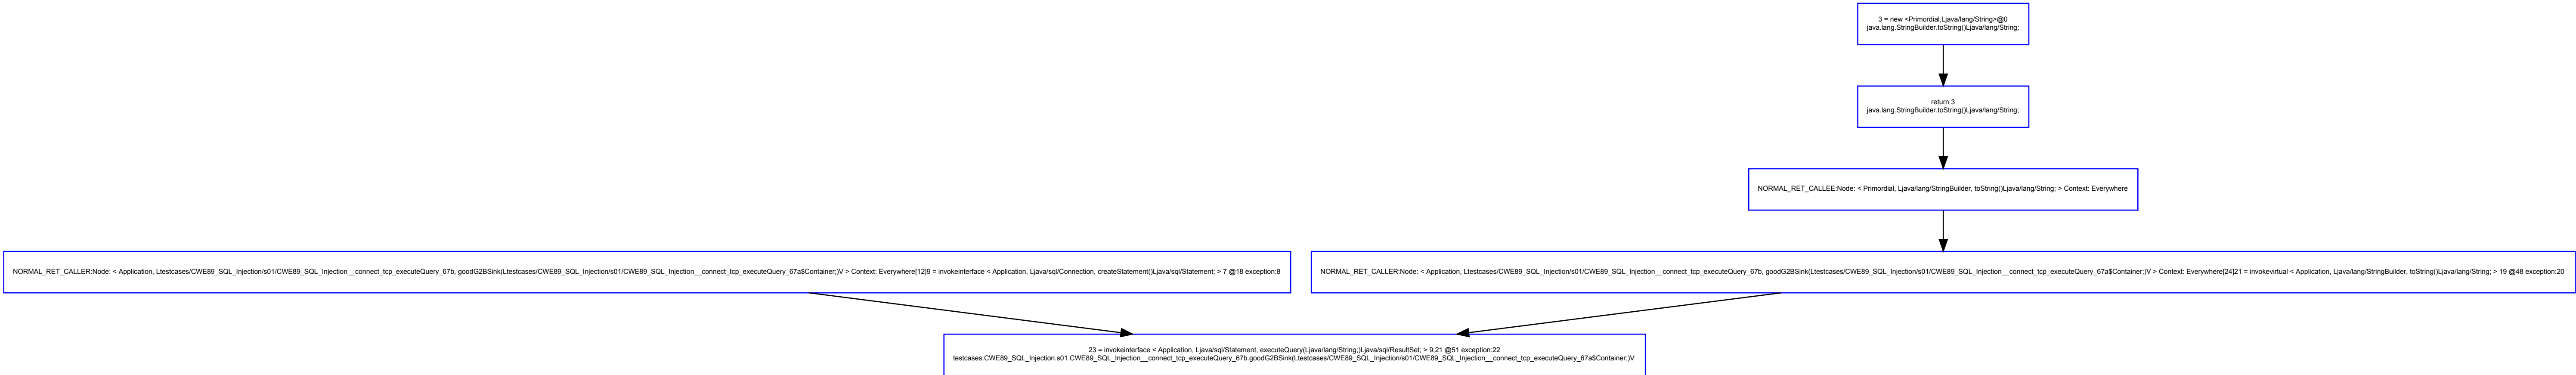 3 = new <Primordial,Ljava/lang/String>@0
java.lang.StringBuilder.toString()Ljava/lang/String;
return 3
java.lang.StringBuilder.toString()Ljava/lang/String;
NORMAL_RET_CALLEE:Node: < Primordial, Ljava/lang/StringBuilder, toString()Ljava/lang/String; > Context: Everywhere
NORMAL_RET_CALLER:Node: < Application, Ltestcases/CWE89_SQL_Injection/s01/CWE89_SQL_Injection__connect_tcp_executeQuery_67b, goodG2BSink(Ltestcases/CWE89_SQL_Injection/s01/CWE89_SQL_Injection__connect_tcp_executeQuery_67a$Container;)V > Context: Everywhere[12]9 = invokeinterface < Application, Ljava/sql/Connection, createStatement()Ljava/sql/Statement; > 7 @18 exception:8
NORMAL_RET_CALLER:Node: < Application, Ltestcases/CWE89_SQL_Injection/s01/CWE89_SQL_Injection__connect_tcp_executeQuery_67b, goodG2BSink(Ltestcases/CWE89_SQL_Injection/s01/CWE89_SQL_Injection__connect_tcp_executeQuery_67a$Container;)V > Context: Everywhere[24]21 = invokevirtual < Application, Ljava/lang/StringBuilder, toString()Ljava/lang/String; > 19 @48 exception:20
23 = invokeinterface < Application, Ljava/sql/Statement, executeQuery(Ljava/lang/String;)Ljava/sql/ResultSet; > 9,21 @51 exception:22
testcases.CWE89_SQL_Injection.s01.CWE89_SQL_Injection__connect_tcp_executeQuery_67b.goodG2BSink(Ltestcases/CWE89_SQL_Injection/s01/CWE89_SQL_Injection__connect_tcp_executeQuery_67a$Container;)V